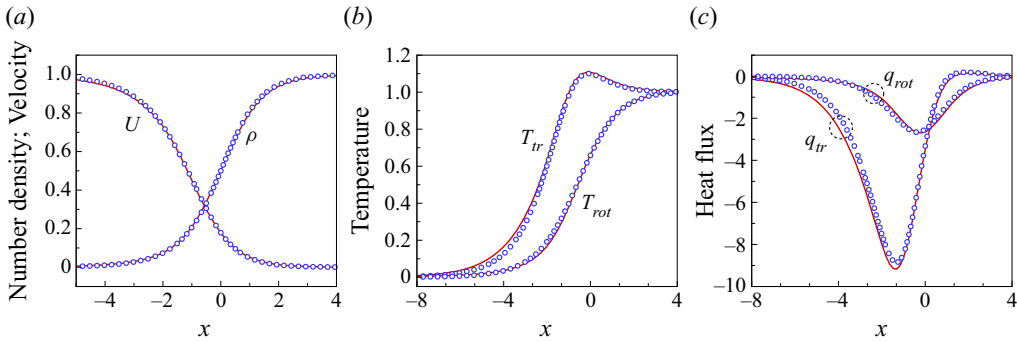 (a)
Number density; Velocity
1.0
0.8
0.6
0.4
0.2
0
U
ρ
−4
−2
0
2
4
x
(b)
Temperature
1.2
1.0
0.8
0.6
0.4
0.2
0
T_tr
T_rot
−8
−4
0
4
x
(c)
Heat flux
0
−2
−4
−6
−8
−10
q_rot
q_tr
−8
−4
0
4
x